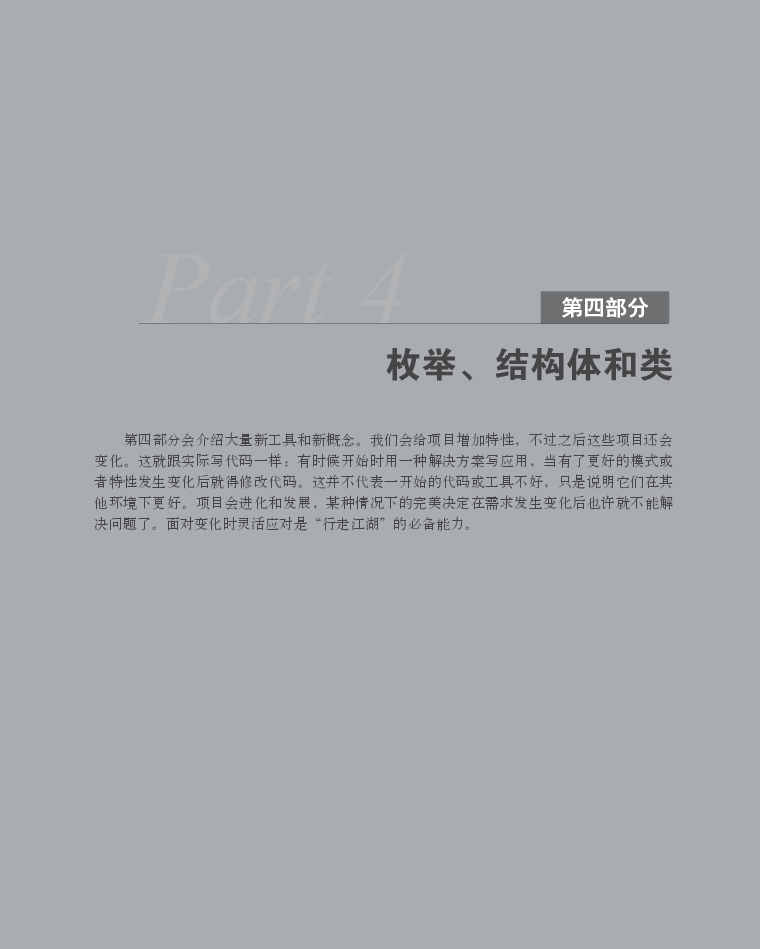 Part 4
第四部分
枚举、结构体和类
第四部分会介绍大量新工具和新概念。我们会给项目增加特性，不过之后这些项目还会
变化。这就跟实际写代码一样：有时候开始时用一种解决方案写应用，当有了更好的模式或
者特性发生变化后就得修改代码。这并不代表一开始的代码或工具不好，只是说明它们在其
他环境下更好。项目会进化和发展，某种情况下的完美决定在需求发生变化后也许就不能解
决问题了。面对变化时灵活应对是“行走江湖”的必备能力。